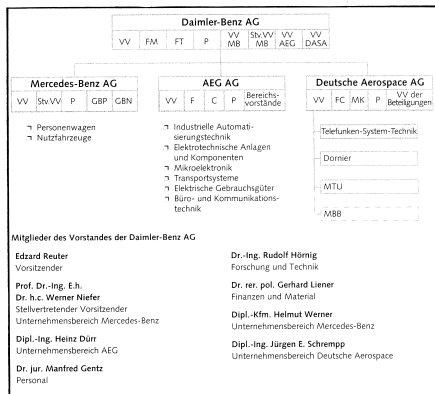 Daimler-Benz AG
VV FM FT P VV MB Stv.VV MB VV AEG VV DASA
Mercedes-Benz AG
VV Stv.VV P GBP GBN
Personenwagen
Nutzfahrzeuge
AEG AG
VV F C P Bereichs-
vorstände
Industrielle Automati-
sierungstechnik
Elektrotechnische Anlagen
und Komponenten
Mikroelektronik
Transportsysteme
Elektrische Gebrauchsgüter
Büro- und Kommunikations-
technik
Deutsche Aerospace AG
VV FC MK P VV der
Beteiligungen
Telefunken-System-Technik
Dornier
MTU
MBB
Mitglieder des Vorstandes der Daimler-Benz AG
Edzard Reuter
Vorsitzender
Prof. Dr.-Ing. E.h.
Dr. h.c. Werner Niefer
Stellvertretender Vorsitzender
Unternehmensbereich Mercedes-Benz
Dipl.-Ing. Heinz Dürr
Unternehmensbereich AEG
Dr. jur. Manfred Gentz
Personal
Dr.-Ing. Rudolf Hörnig
Forschung und Technik
Dr. rer. pol. Gerhard Liener
Finanzen und Material
Dipl.-Kfm. Helmut Werner
Unternehmensbereich Mercedes-Benz
Dipl.-Ing Jürgen E. Schrempp
Unternehmensbereich Deutsche Aerospace